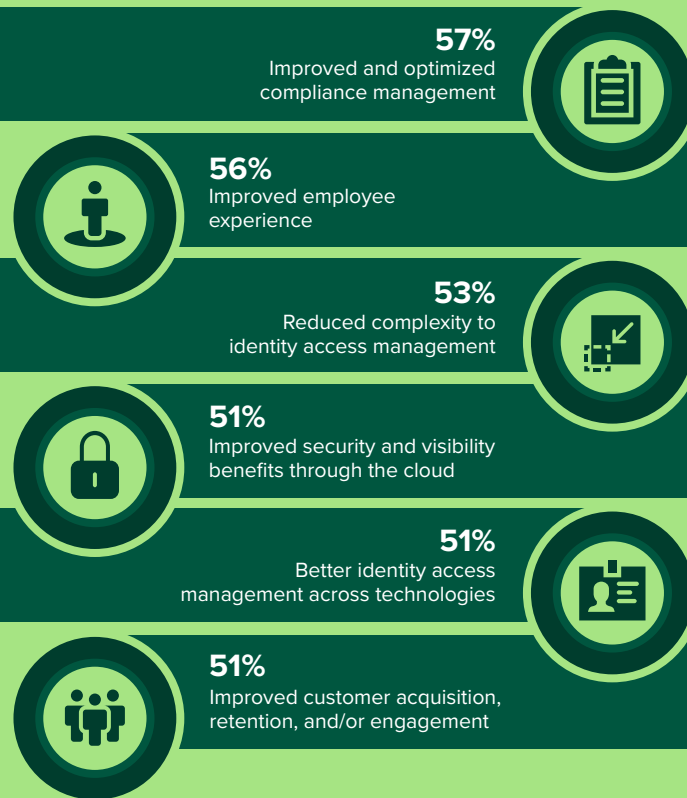 57%
Improved and optimized
compliance management
56%
Improved employee
experience
53%
Reduced complexity to
identity access management
51%
Improved security and visibility
benefits through the cloud
51%
Better identity access
management across technologies
51%
Improved customer acquisition,
retention, and/or engagement